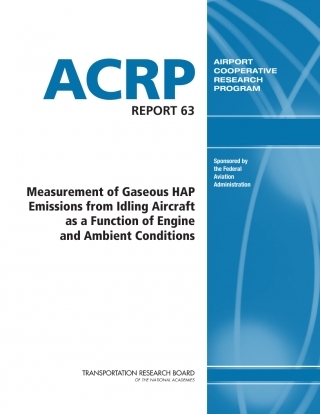 ACRP
REPORT 63
AIRPORT
COOPERATIVE
RESEARCH
PROGRAM
Sponsored by
the Federal
Aviation
Administration
Measurement of Gaseous HAP
Emissions from Idling Aircraft
as a Function of Engine
and Ambient Conditions
TRANSPORTATION RESEARCH BOARD
OF THE NATIONAL ACADEMIES